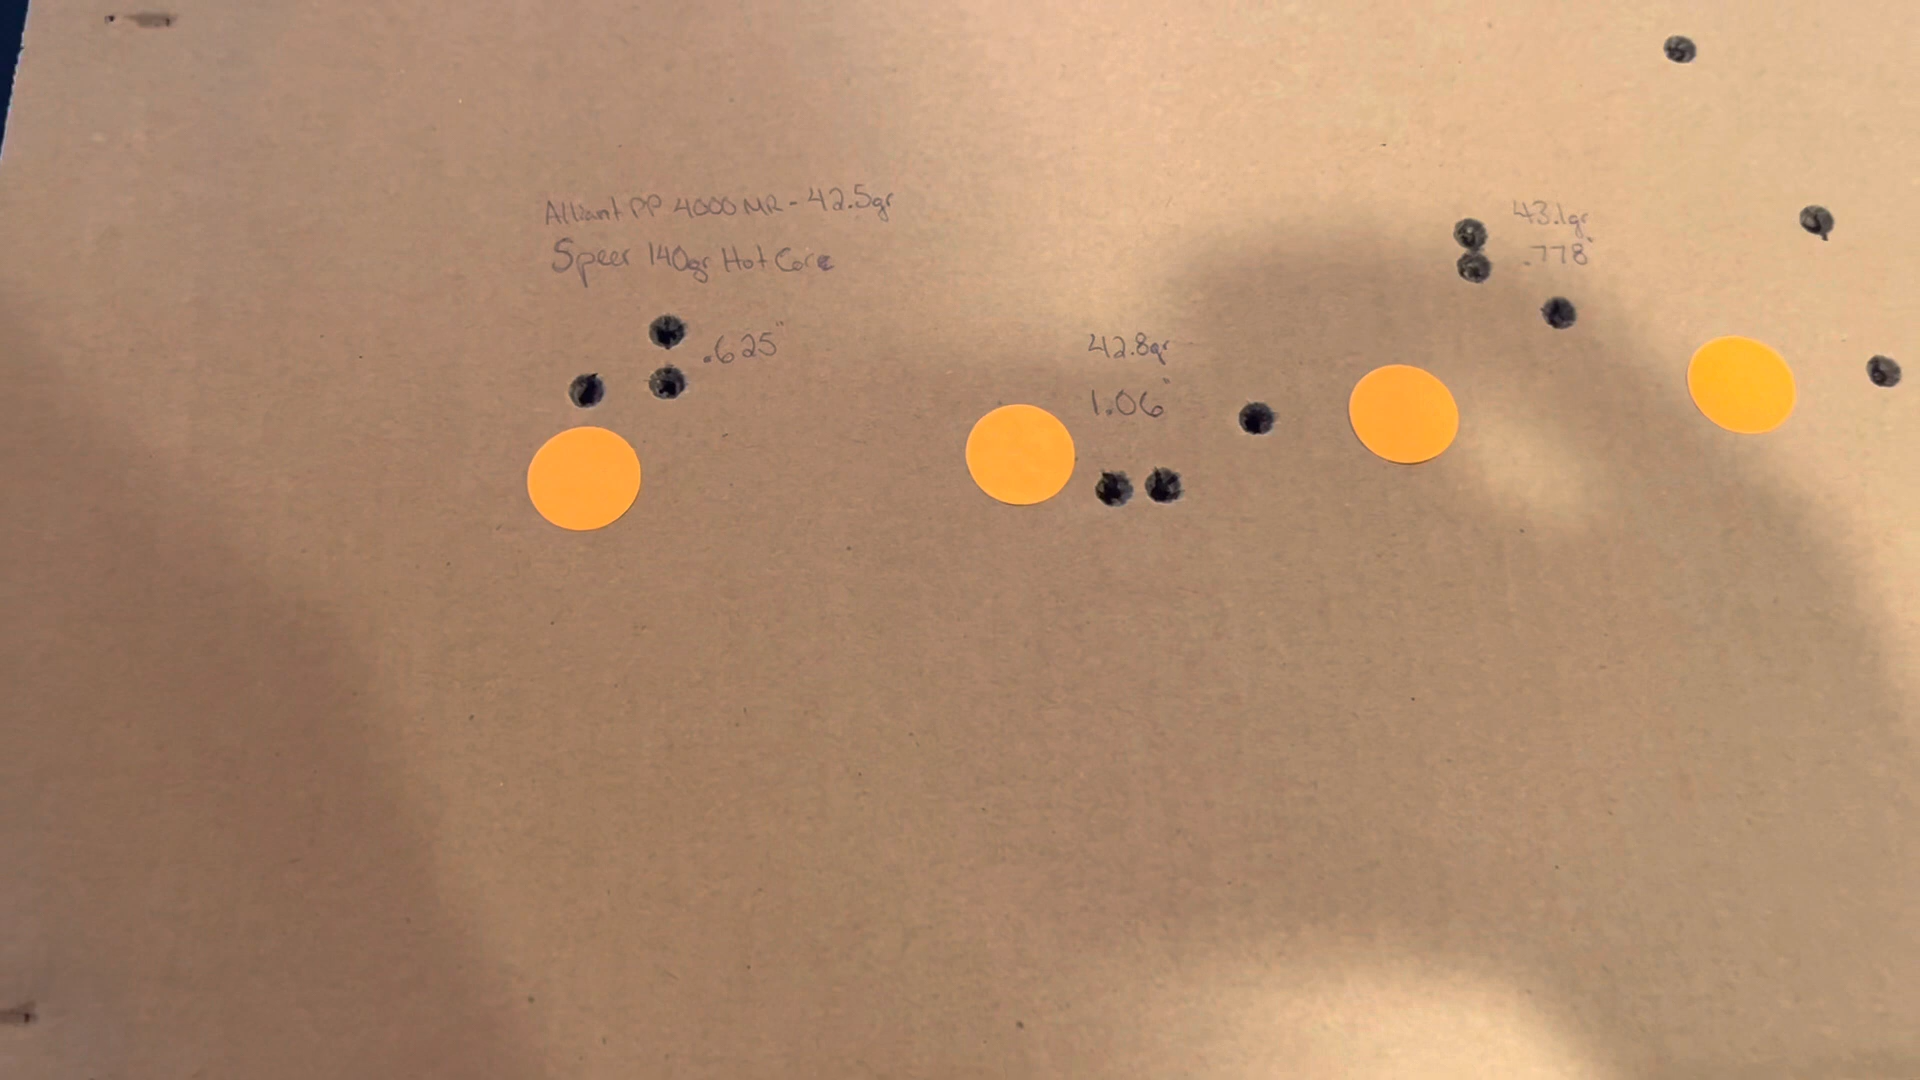 Alliant PP 4000 MR - 42.5gr
Speer 140gr Hot Core
.625"
42.8gr
1.06"
43.1gr
.778"